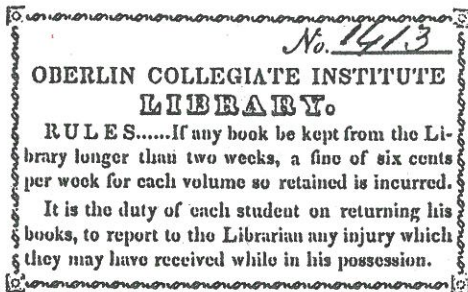 No. 1413
OBERLIN COLLEGIATE INSTITUTE
LIBRARY.
RULES......If any book be kept from the Li-
brary longer than two weeks, a fine of six cents
per week for each volume so retained is incurred.
It is the duty of each student on returning his
books, to report to the Librarian any injury which
they may have received while in his possession.